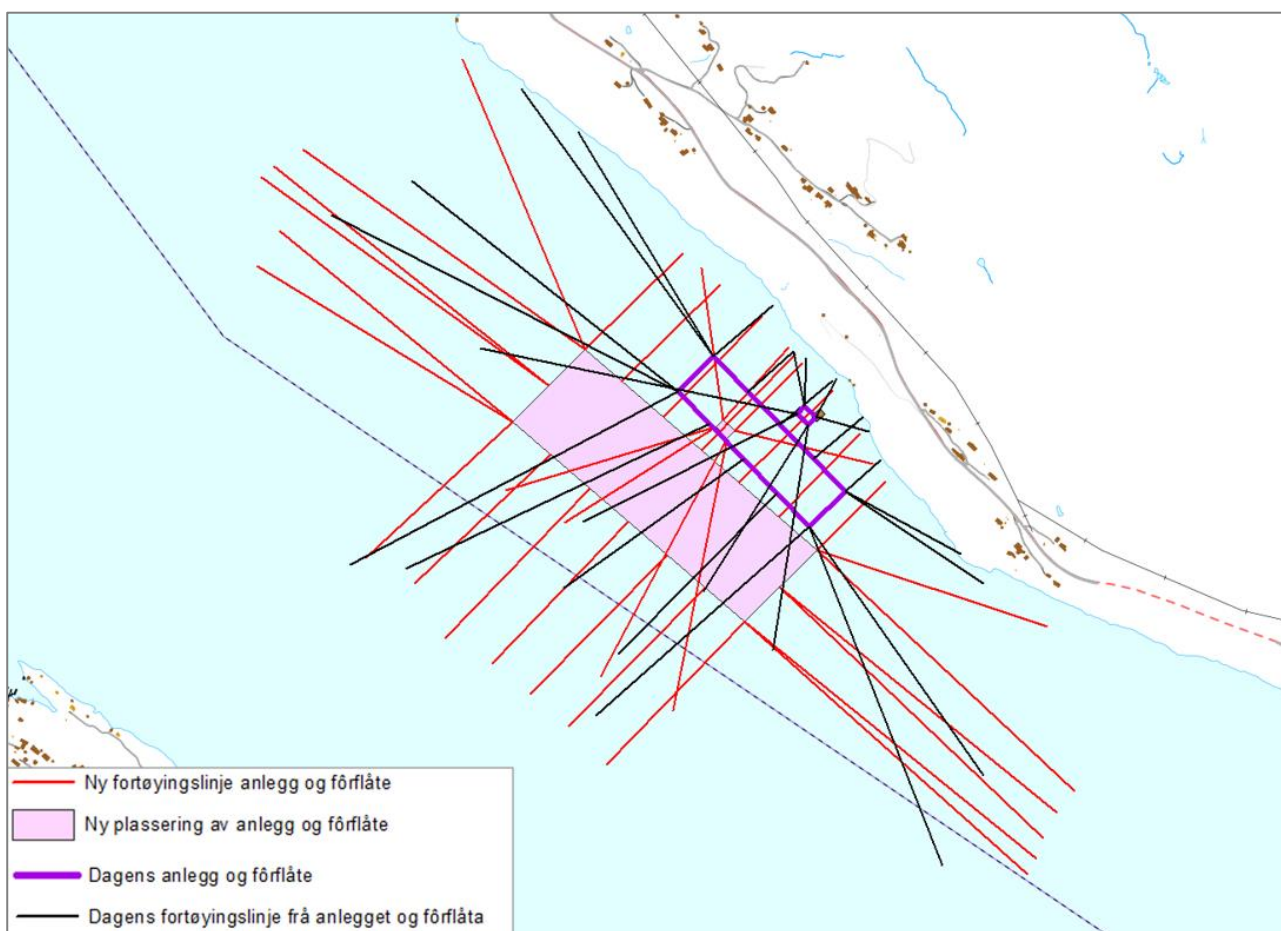 Ny fortøyingslinje anlegg og fôrflåte
Ny plassering av anlegg og fôrflåte
Dagens anlegg og fôrflåte
Dagens fortøyingslinje frå anlegget og fôrflåta